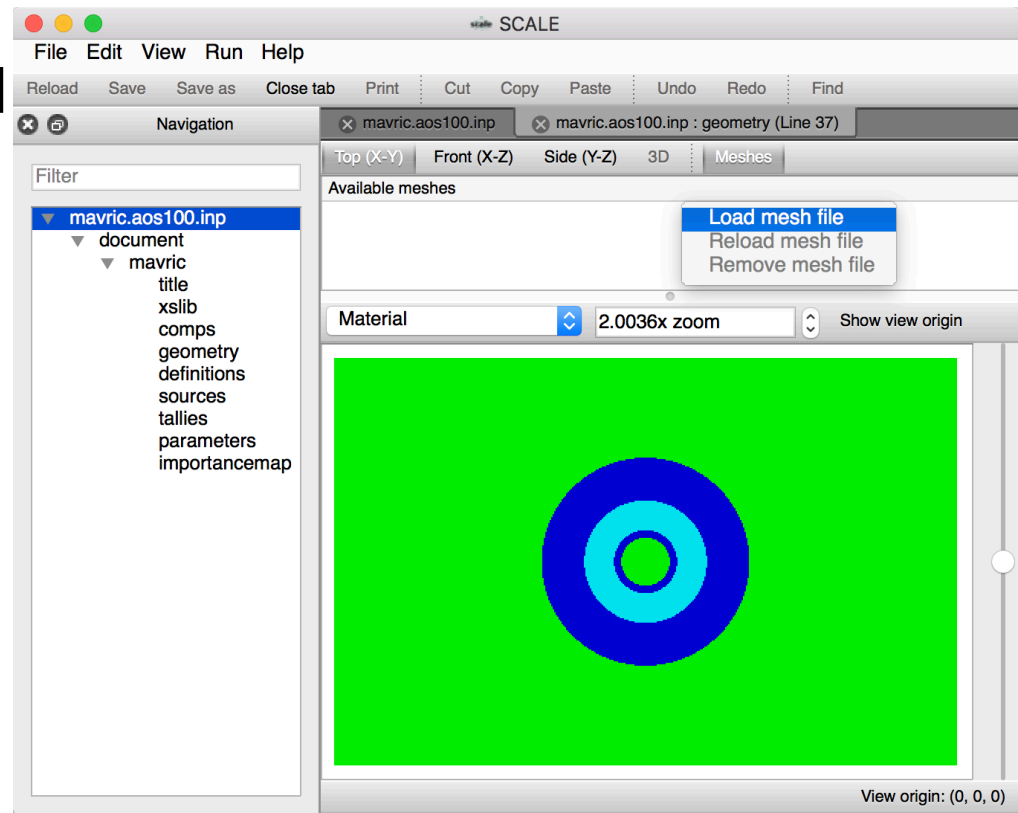 scale SCALE
File Edit View Run Help
Reload Save Save as Close tab Print Cut Copy Paste Undo Redo Find
Navigation
mavric.aos100.inp mavric.aos100.inp : geometry (Line 37)
Top (X-Y) Front (X-Z) Side (Y-Z) 3D Meshes
Filter
Available meshes
mavric.aos100.inp
document
mavric
title
xslib
comps
geometry
definitions
sources
tallies
parameters
importancemap
Load mesh file
Reload mesh file
Remove mesh file
Material 2.0036x zoom Show view origin
View origin: (0, 0, 0)